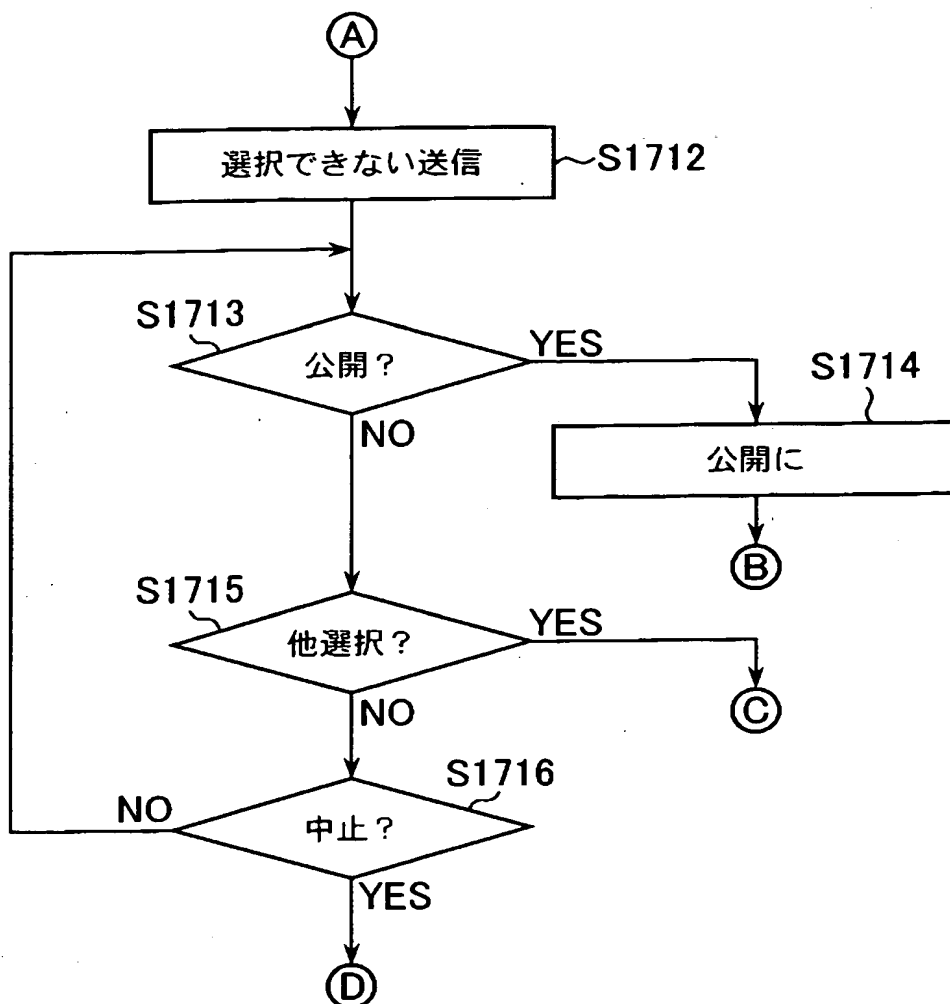 A
選択できない送信
S1712
S1713
公開？
YES
NO
S1714
公開に
B
S1715
他選択？
YES
NO
C
S1716
中止？
NO
YES
D